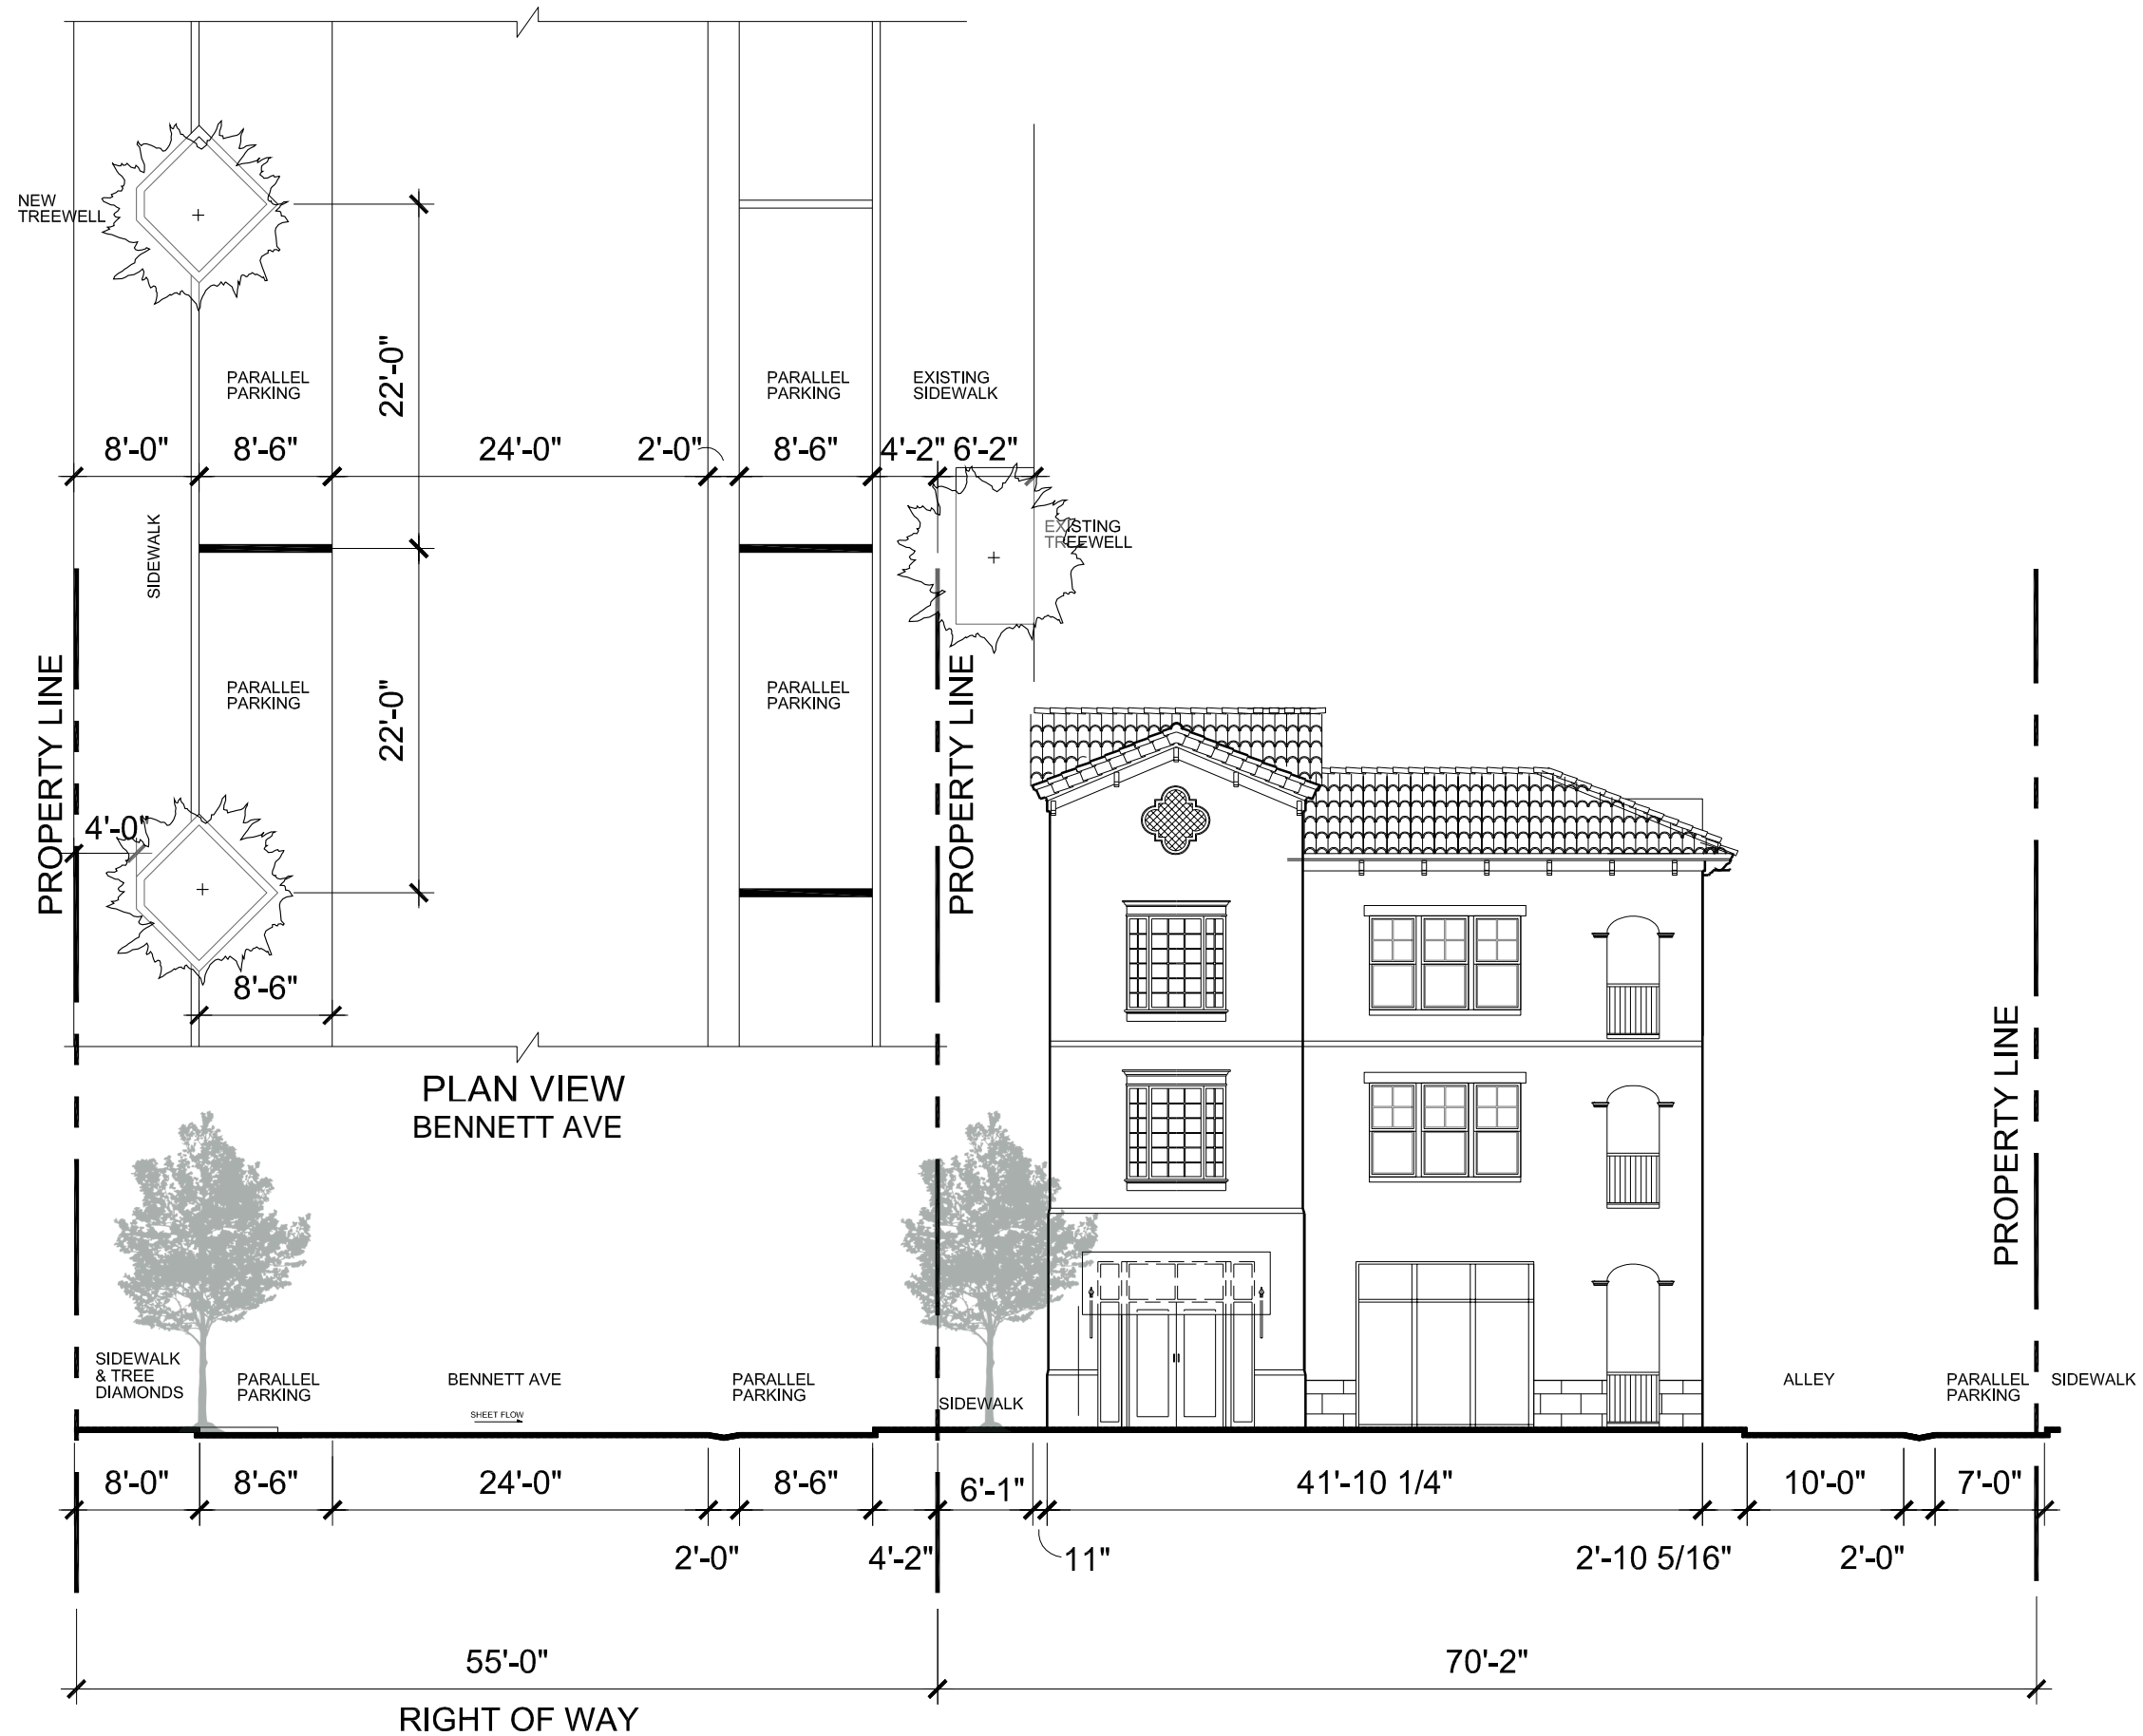 NEW
TREEWELL
PARALLEL
PARKING
22'-0"
PARALLEL
PARKING
EXISTING
SIDEWALK
8'-0"
8'-6"
24'-0"
2'-0"
8'-6"
4'-2"
6'-2"
SIDEWALK
EXISTING
TREEWELL
PROPERTY LINE
PARALLEL
PARKING
22'-0"
PARALLEL
PARKING
PROPERTY LINE
4'-0"
8'-6"
PLAN VIEW
BENNETT AVE
PROPERTY LINE
SIDEWALK
& TREE
DIAMONDS
PARALLEL
PARKING
BENNETT AVE
SHEET FLOW
PARALLEL
PARKING
SIDEWALK
ALLEY
PARALLEL
PARKING
SIDEWALK
8'-0"
8'-6"
24'-0"
8'-6"
6'-1"
41'-10 1/4"
10'-0"
7'-0"
2'-0"
4'-2"
11"
2'-10 5/16"
2'-0"
55'-0"
70'-2"
RIGHT OF WAY